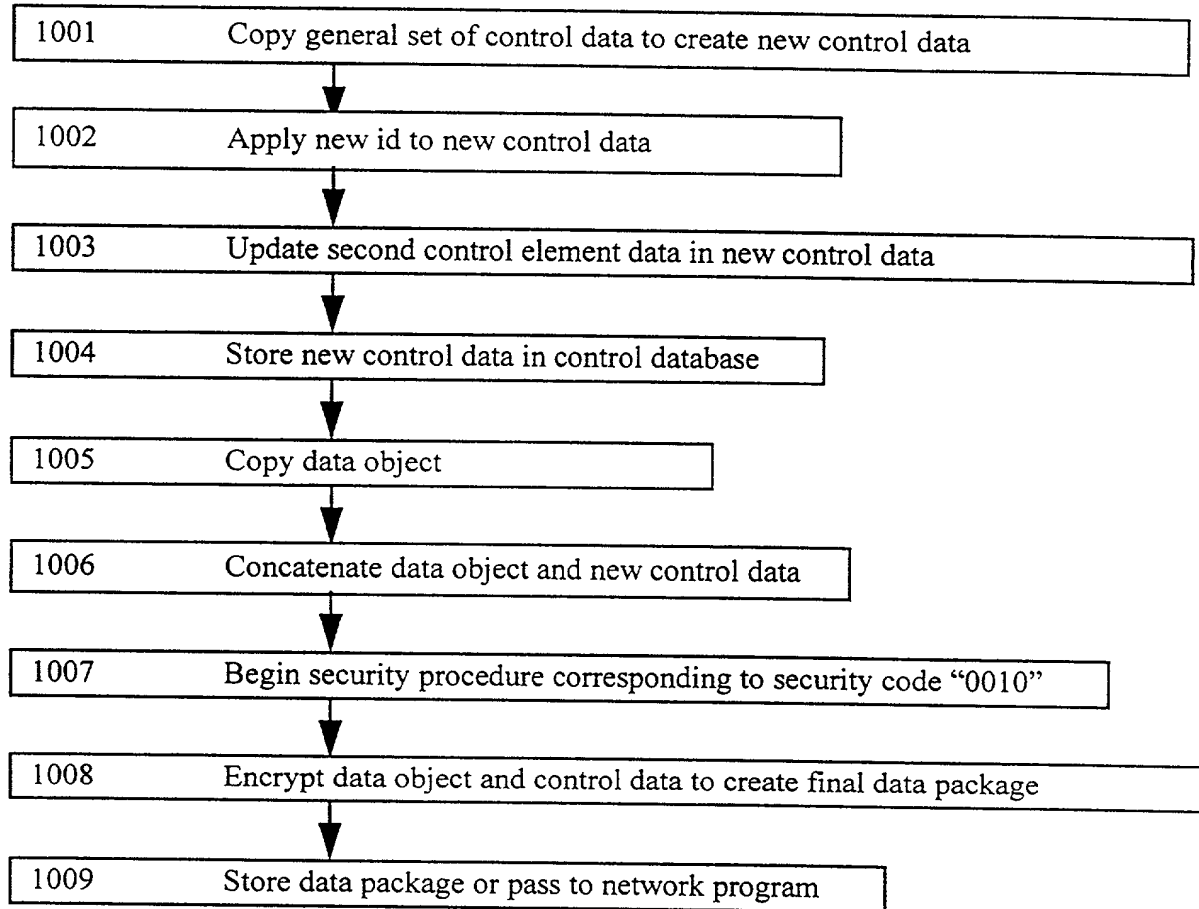 1001 Copy general set of control data to create new control data
1002 Apply new id to new control data
1003 Update second control element data in new control data
1004 Store new control data in control database
1005 Copy data object
1006 Concatenate data object and new control data
1007 Begin security procedure corresponding to security code “0010”
1008 Encrypt data object and control data to create final data package
1009 Store data package or pass to network program